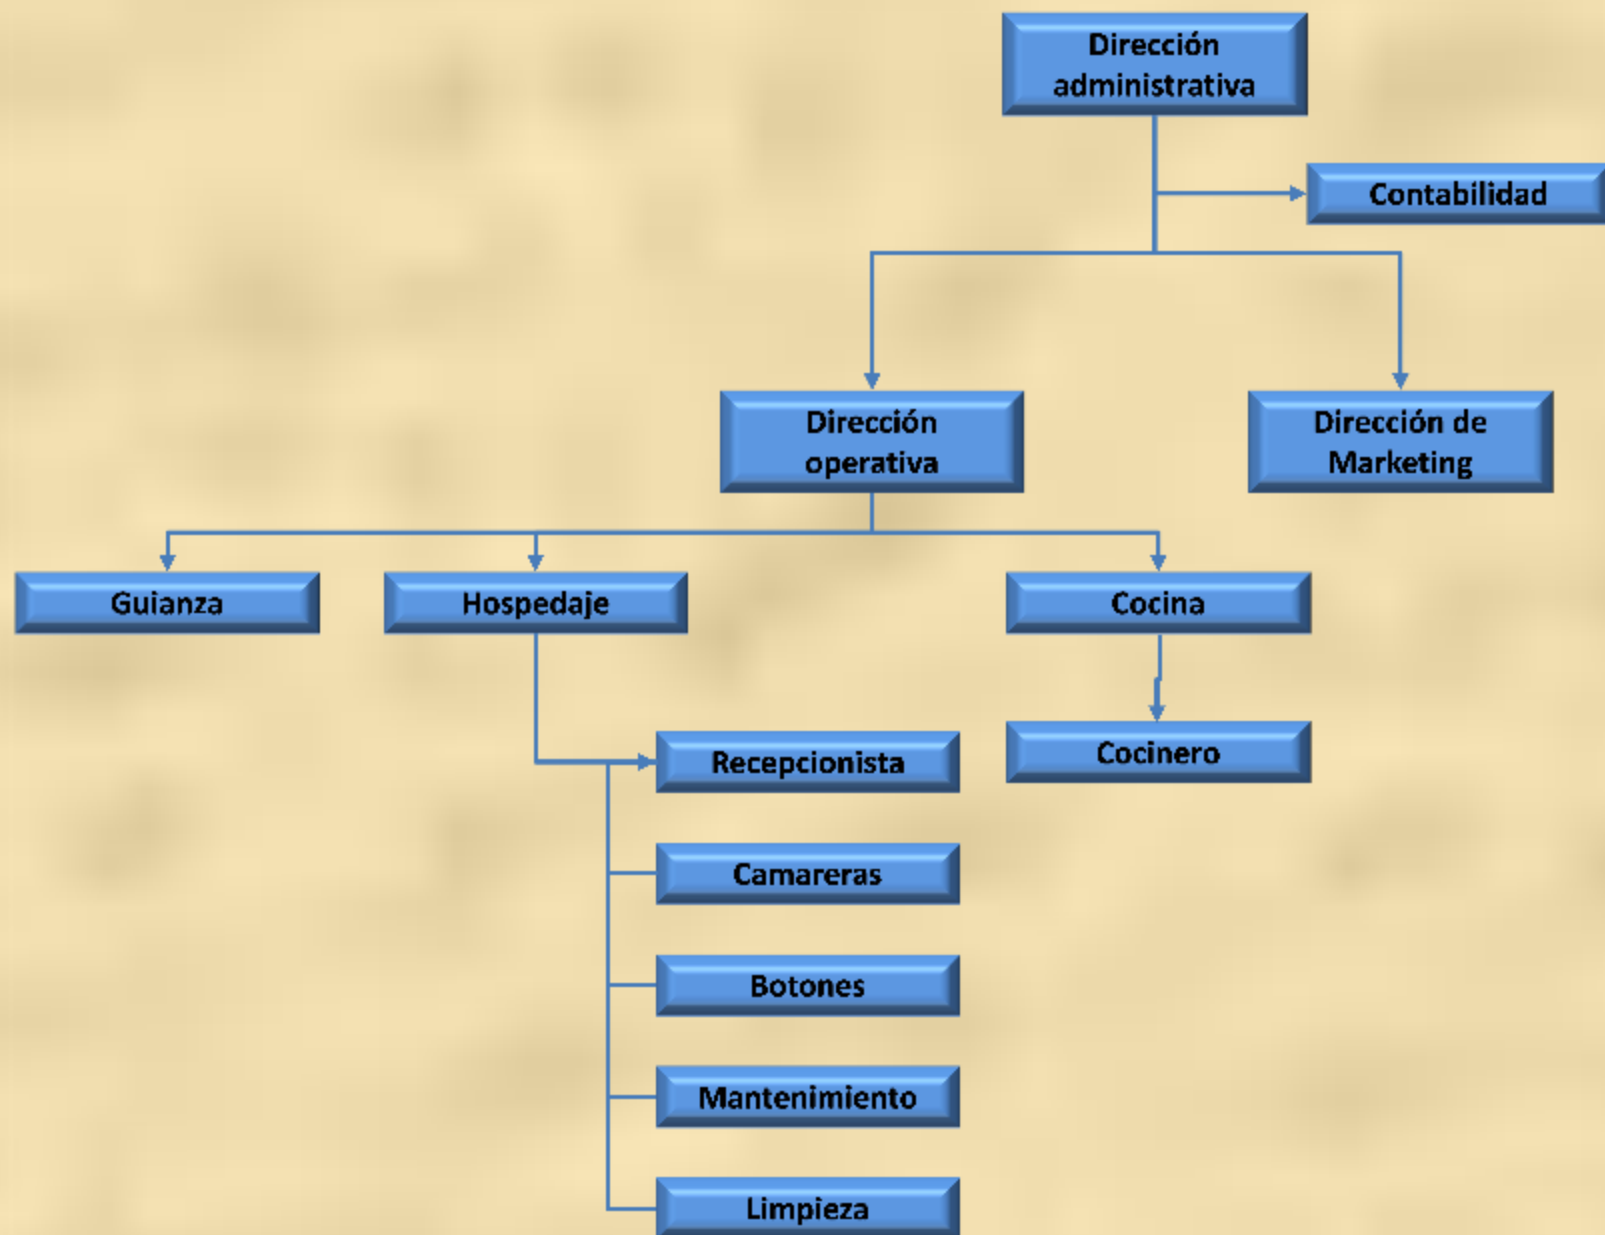 Dirección
administrativa
Contabilidad
Dirección
operativa
Dirección de
Marketing
Guianza
Hospedaje
Cocina
Recepcionista
Cocinero
Camareras
Botones
Mantenimiento
Limpieza